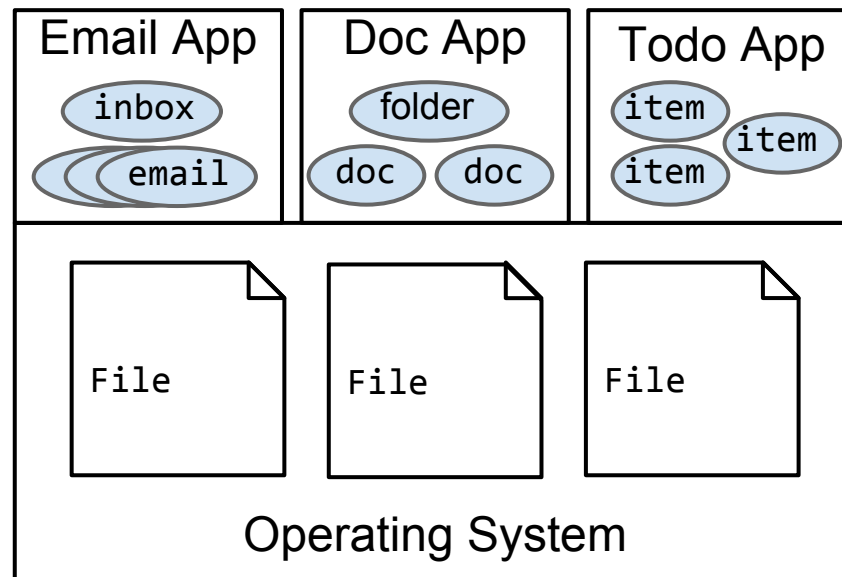 Email App
inbox
email
Doc App
folder
doc doc
Todo App
item
item
item
File File File
Operating System